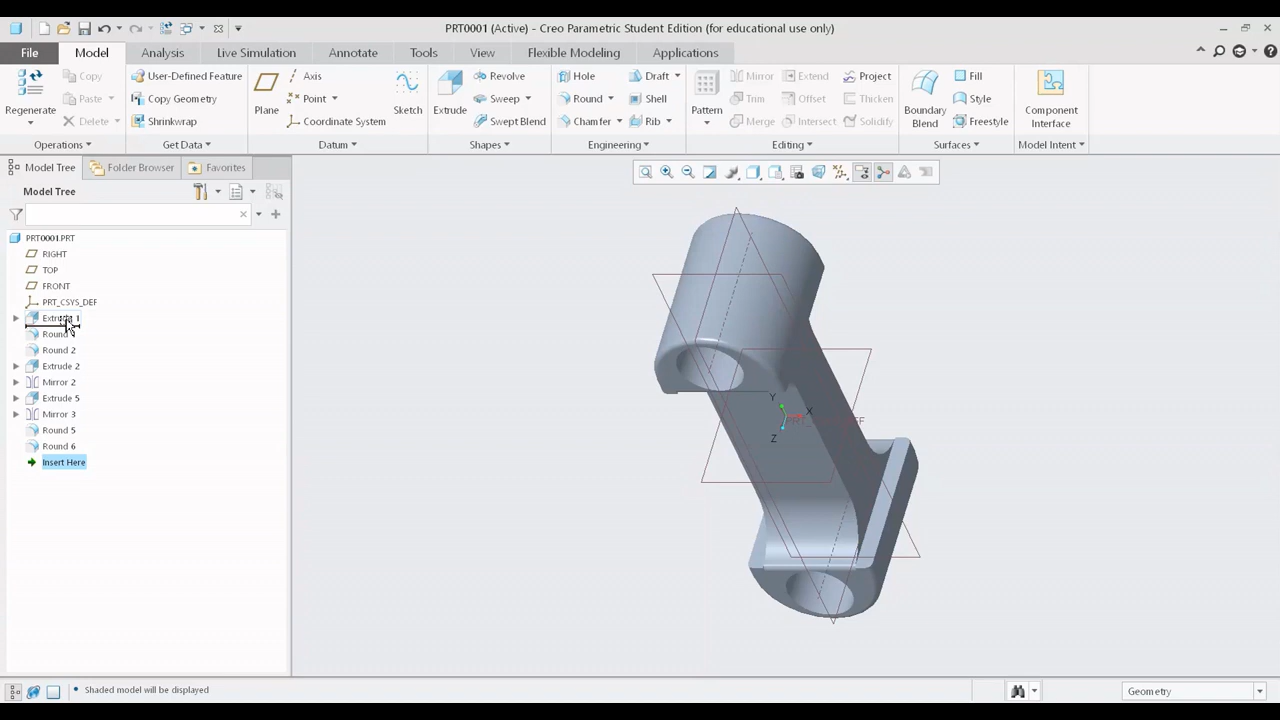 PRT0001 (Active) - Creo Parametric Student Edition (for educational use only)
File Model Analysis Live Simulation Annotate Tools View Flexible Modeling Applications
Regenerate
Copy
Paste
Delete
Operations
User-Defined Feature
Copy Geometry
Shrinkwrap
Get Data
Plane
Axis
Point
Coordinate System
Sketch
Datum
Extrude
Revolve
Sweep
Swept Blend
Shapes
Hole
Round
Chamfer
Draft
Shell
Rib
Engineering
Pattern
Mirror
Trim
Merge
Extend
Offset
Intersect
Project
Thicken
Solidify
Editing
Boundary
Blend
Fill
Style
Freestyle
Surfaces
Component
Interface
Model Intent
Model Tree Folder Browser Favorites
Model Tree
PRT0001.PRT
RIGHT
TOP
FRONT
PRT_CSYS_DEF
Extrude 1
Round
Round 2
Extrude 2
Mirror 2
Extrude 5
Mirror 3
Round 5
Round 6
Insert Here
Y
X
Z
Shaded model will be displayed
Geometry